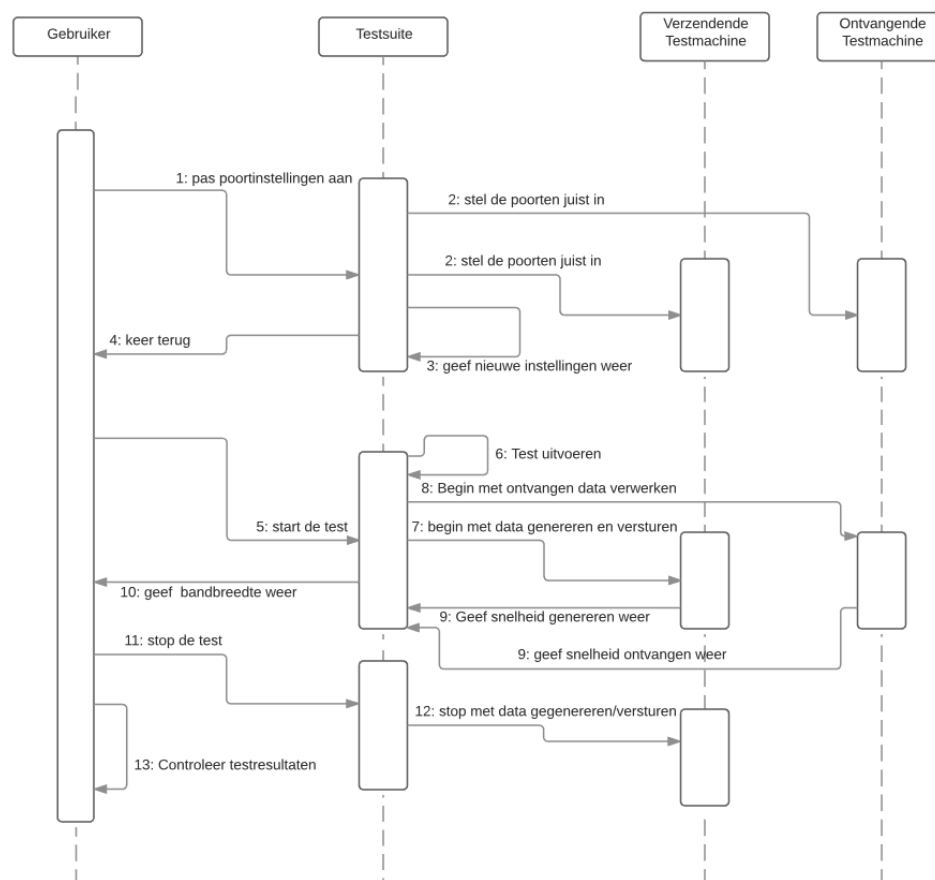 Gebruiker
Testsuite
Verzendende
Testmachine
Ontvangende
Testmachine
1: pas poortinstellingen aan
2: stel de poorten juist in
2: stel de poorten juist in
4: keer terug
3: geef nieuwe instellingen weer
6: Test uitvoeren
8: Begin met ontvangen data verwerken
5: start de test
7: begin met data genereren en versturen
10: geef  bandbreedte weer
9: Geef snelheid genereren weer
11: stop de test
9: geef snelheid ontvangen weer
12: stop met data gegenereren/versturen
13: Controleer testresultaten